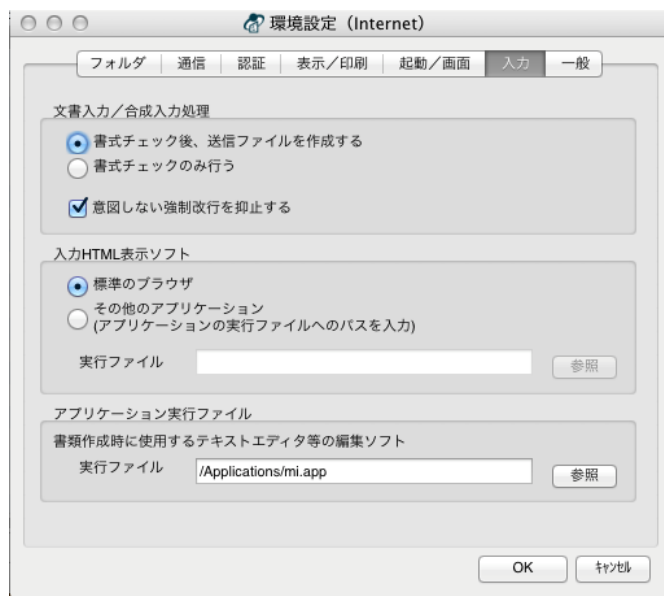 環境設定（Internet）
フォルダ 通信 認証 表示／印刷 起動／画面 入力 一般
文書入力／合成入力処理
書式チェック後、送信ファイルを作成する
書式チェックのみ行う
意図しない強制改行を抑止する
入力HTML表示ソフト
標準のブラウザ
その他のアプリケーション
(アプリケーションの実行ファイルへのパスを入力)
実行ファイル 参照
アプリケーション実行ファイル
書類作成時に使用するテキストエディタ等の編集ソフト
実行ファイル /Applications/mi.app 参照
OK ｷｬﾝｾﾙ